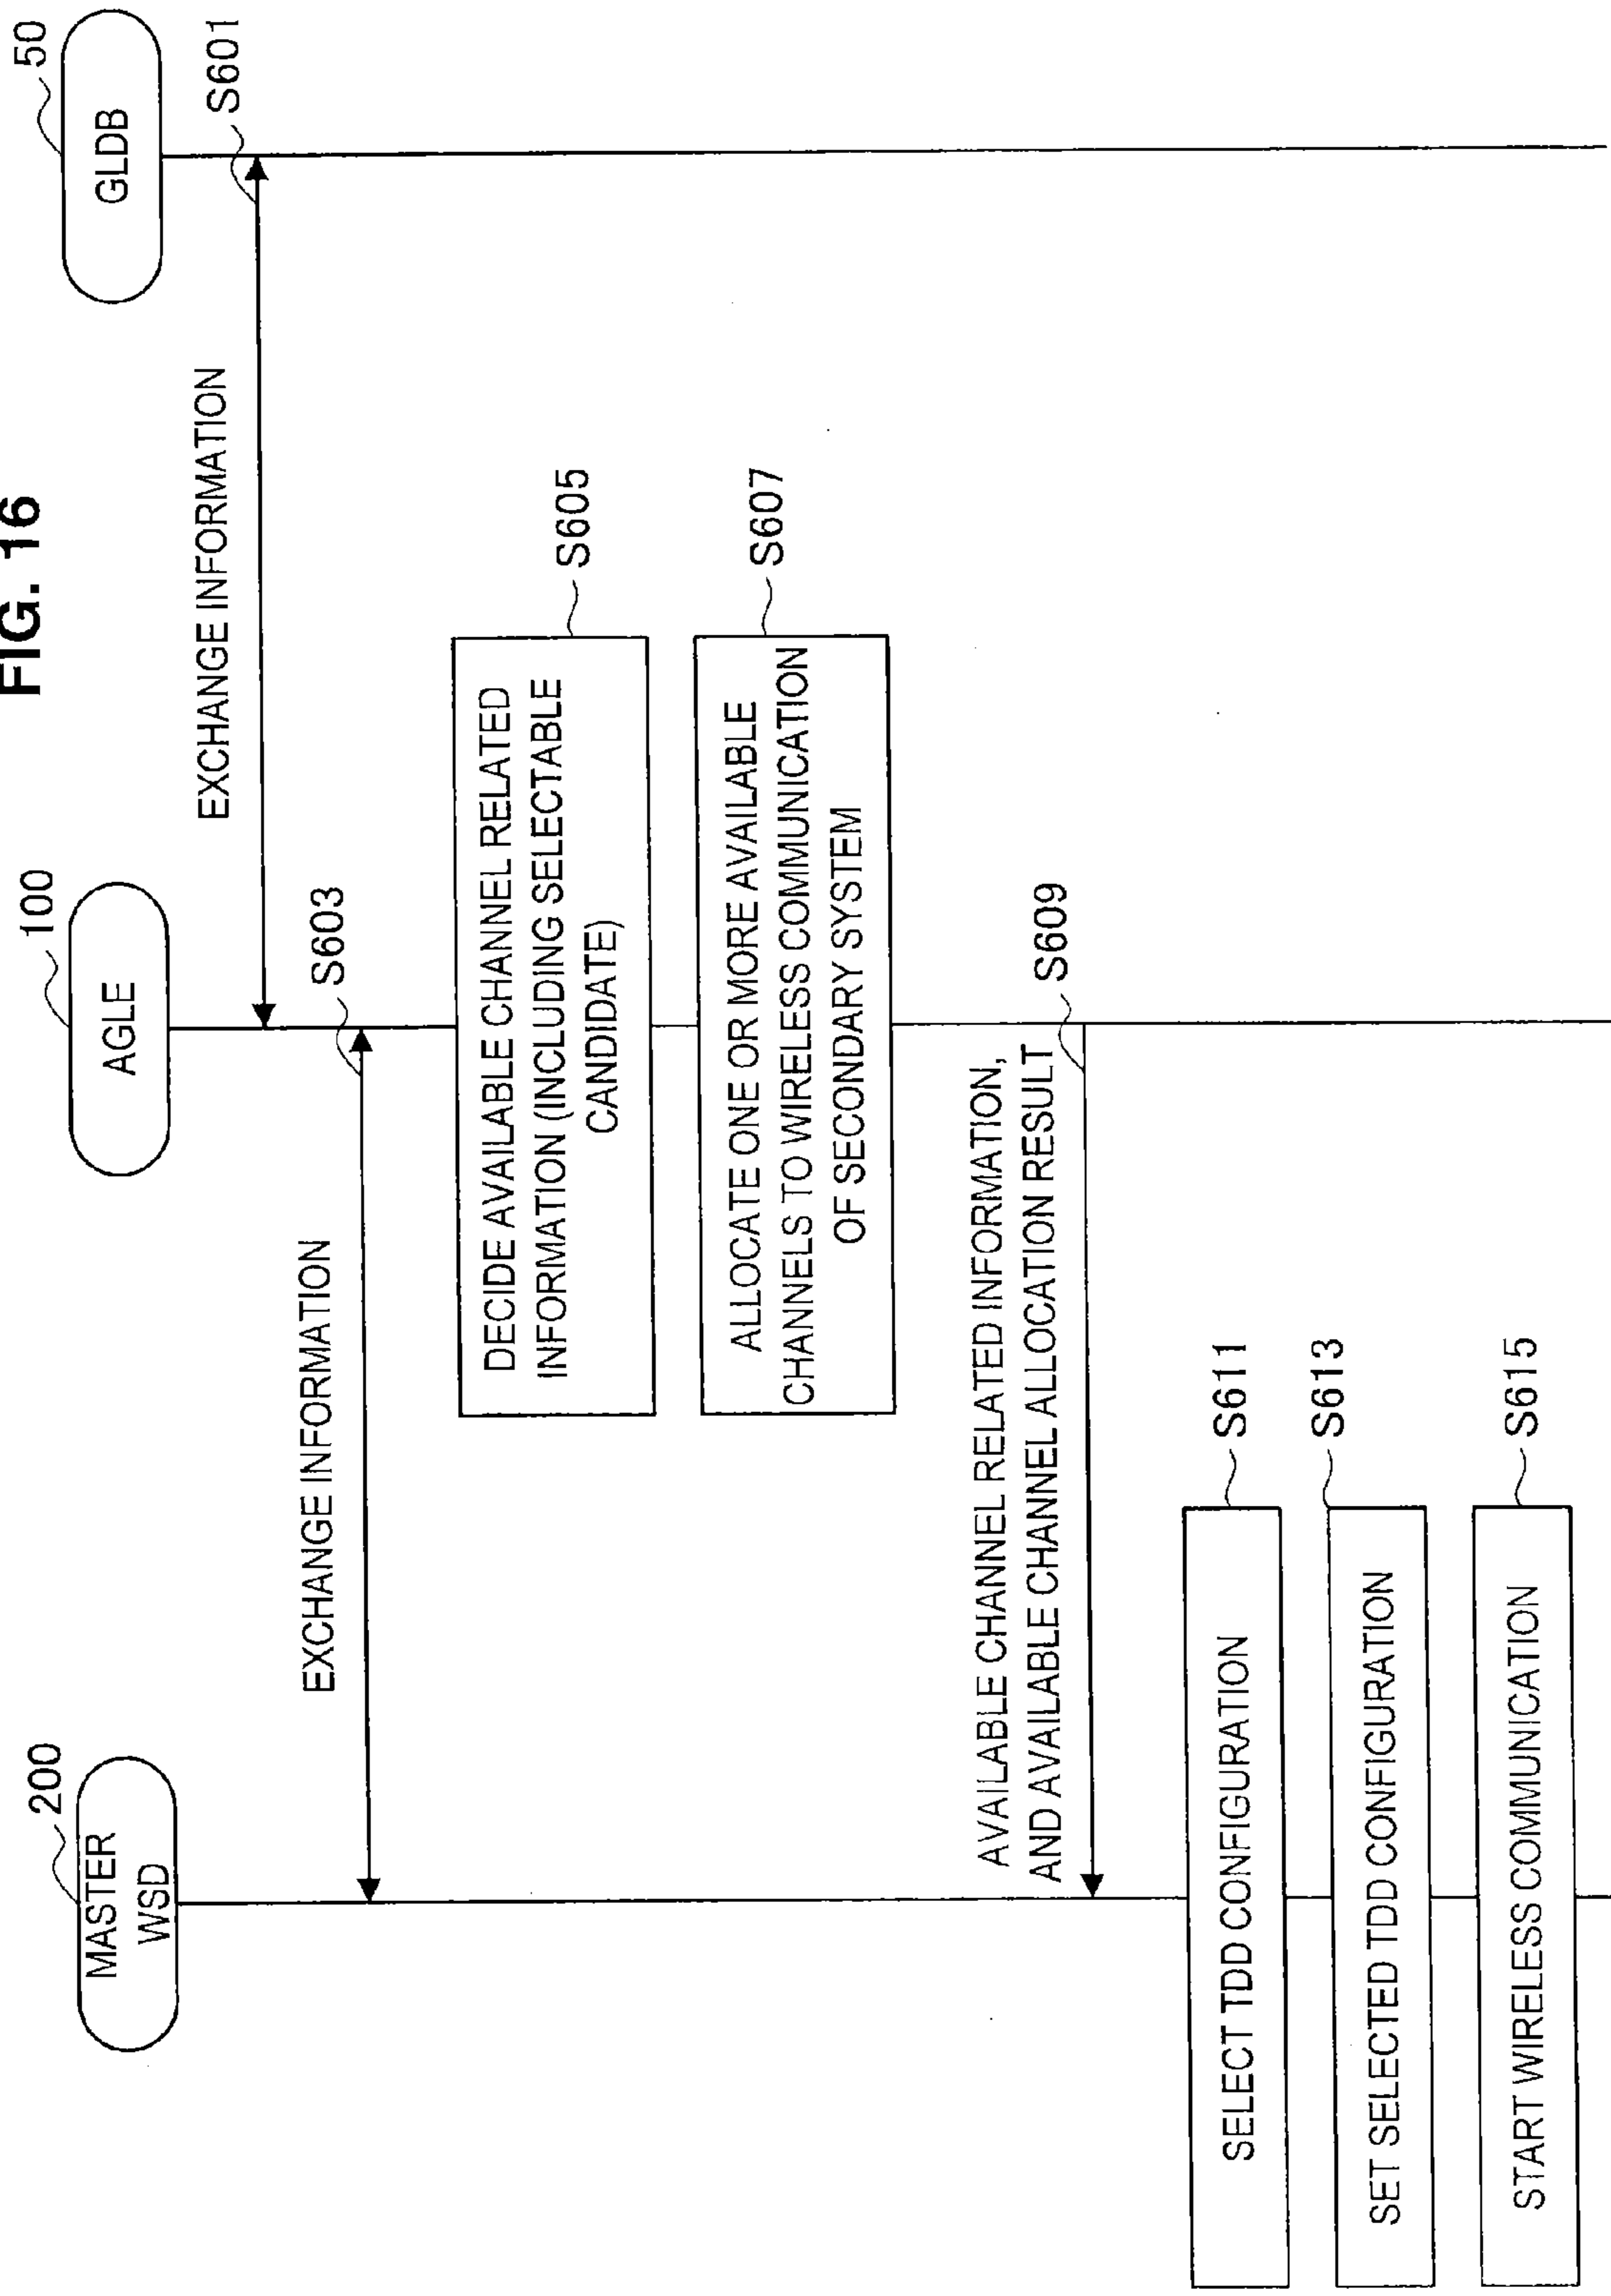 FIG. 16
200
MASTER
WSD
100
AGLE
50
GLDB
EXCHANGE INFORMATION
S601
EXCHANGE INFORMATION
S603
DECIDE AVAILABLE CHANNEL RELATED
INFORMATION (INCLUDING SELECTABLE
CANDIDATE)
S605
ALLOCATE ONE OR MORE AVAILABLE
CHANNELS TO WIRELESS COMMUNICATION
OF SECONDARY SYSTEM
S607
AVAILABLE CHANNEL RELATED INFORMATION,
AND AVAILABLE CHANNEL ALLOCATION RESULT
S609
SELECT TDD CONFIGURATION
S611
SET SELECTED TDD CONFIGURATION
S613
START WIRELESS COMMUNICATION
S615